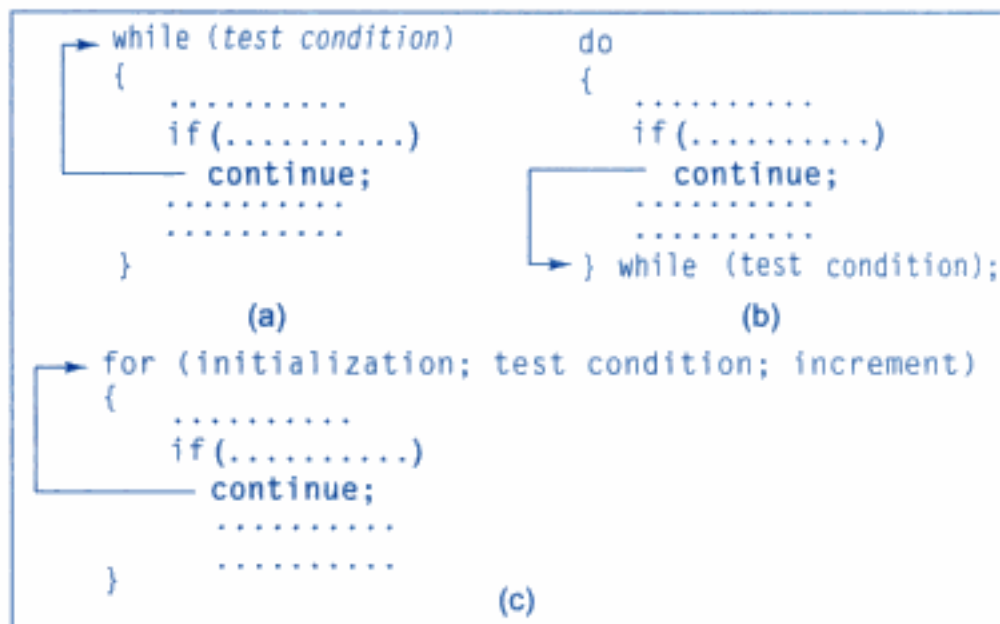 while (test condition)
{
..........
if(..........)
continue;
..........
..........
}
(a)
do
{
..........
if(..........)
continue;
..........
..........
} while (test condition);
(b)
for (initialization; test condition; increment)
{
..........
if(..........)
continue;
..........
..........
}
(c)